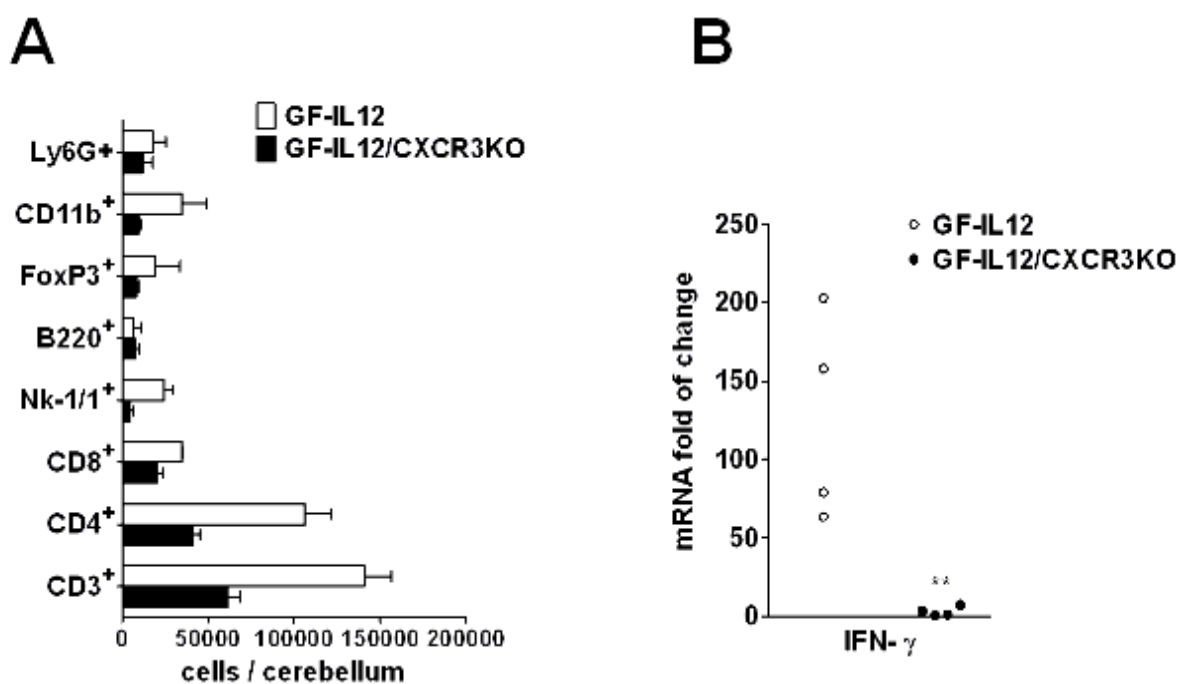 A
GF-IL12
GF-IL12/CXCR3KO
Ly6G+
CD11b+
FoxP3+
B220+
Nk-1/1+
CD8+
CD4+
CD3+
0 50000 100000 150000 200000
cells / cerebellum
B
GF-IL12
GF-IL12/CXCR3KO
mRNA fold of change
250
200
150
100
50
0
**
IFN- γ